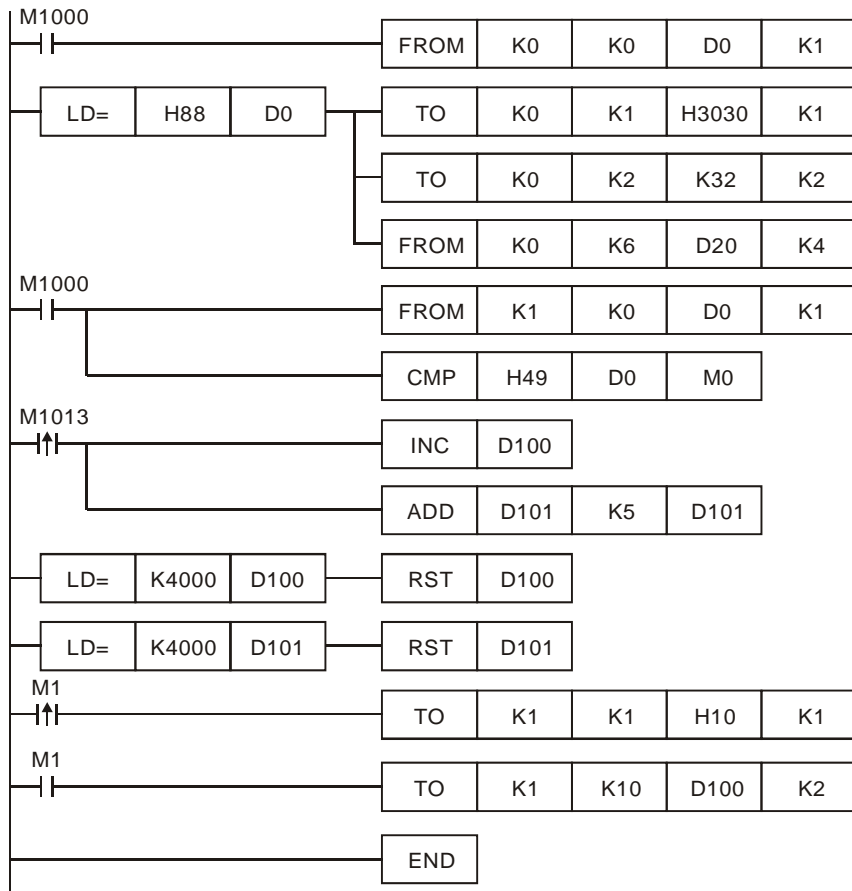 M1000
FROM K0 K0 D0 K1
LD= H88 D0 TO K0 K1 H3030 K1
TO K0 K2 K32 K2
FROM K0 K6 D20 K4
M1000
FROM K1 K0 D0 K1
CMP H49 D0 M0
M1013
INC D100
ADD D101 K5 D101
LD= K4000 D100 RST D100
LD= K4000 D101 RST D101
M1
TO K1 K1 H10 K1
M1
TO K1 K10 D100 K2
END